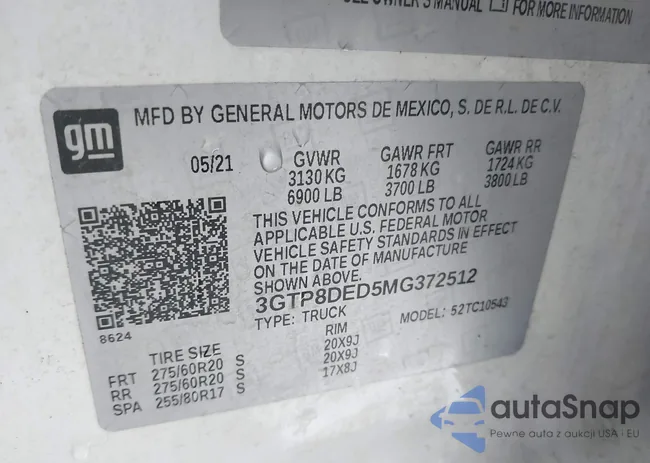 SEE OWNER'S MANUAL FOR MORE INFORMATION
gm
MFD BY GENERAL MOTORS DE MEXICO, S. DE R.L. DE C.V.
05/21 GVWR GAWR FRT GAWR RR
3130 KG 1678 KG 1724 KG
6900 LB 3700 LB 3800 LB
THIS VEHICLE CONFORMS TO ALL
APPLICABLE U.S. FEDERAL MOTOR
VEHICLE SAFETY STANDARDS IN EFFECT
ON THE DATE OF MANUFACTURE
SHOWN ABOVE.
3GTP8DED5MG372512
TYPE: TRUCK MODEL: 52TC10543
8624
TIRE SIZE RIM
FRT 275/60R20 S 20X9J
RR 275/60R20 S 20X9J
SPA 255/80R17 S 17X8J
autaSnap
Pewne auta z aukcji USA · EU